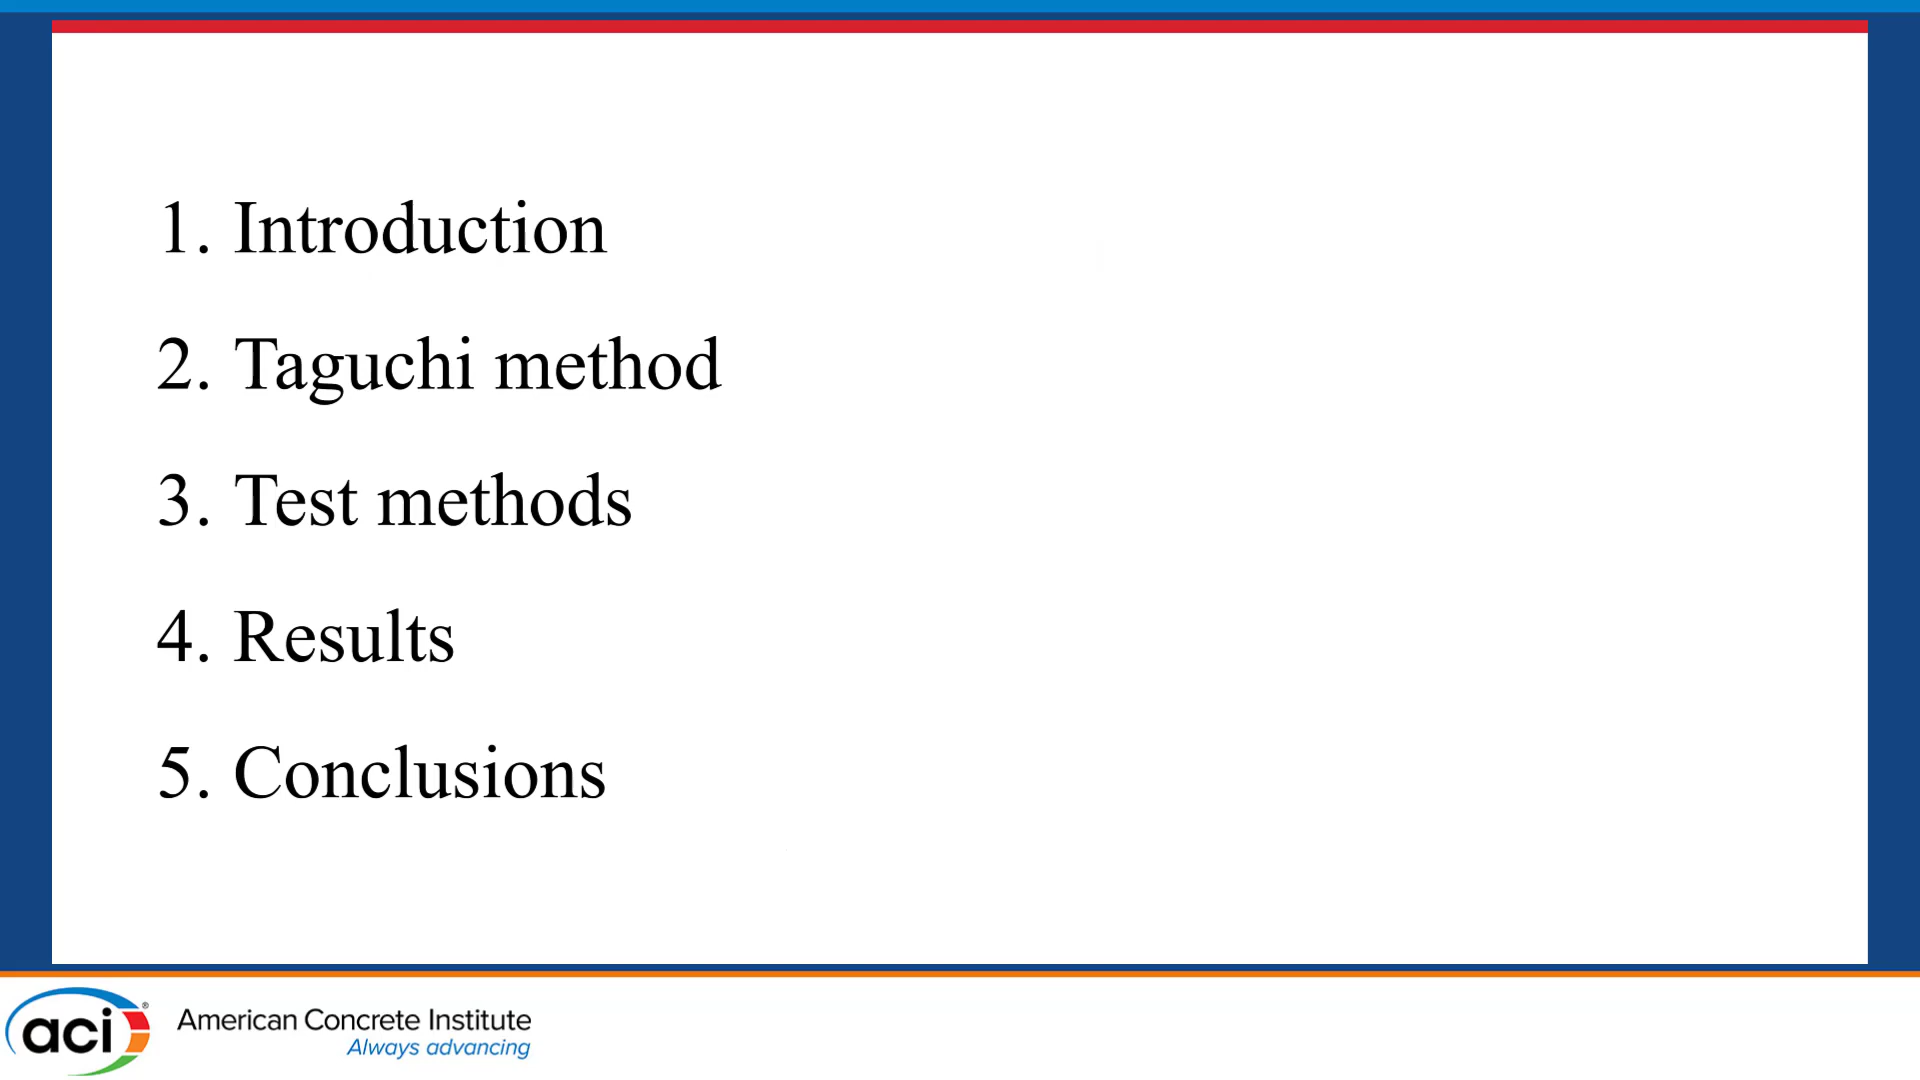 1. Introduction
2. Taguchi method
3. Test methods
4. Results
5. Conclusions
aci®
American Concrete Institute
Always advancing